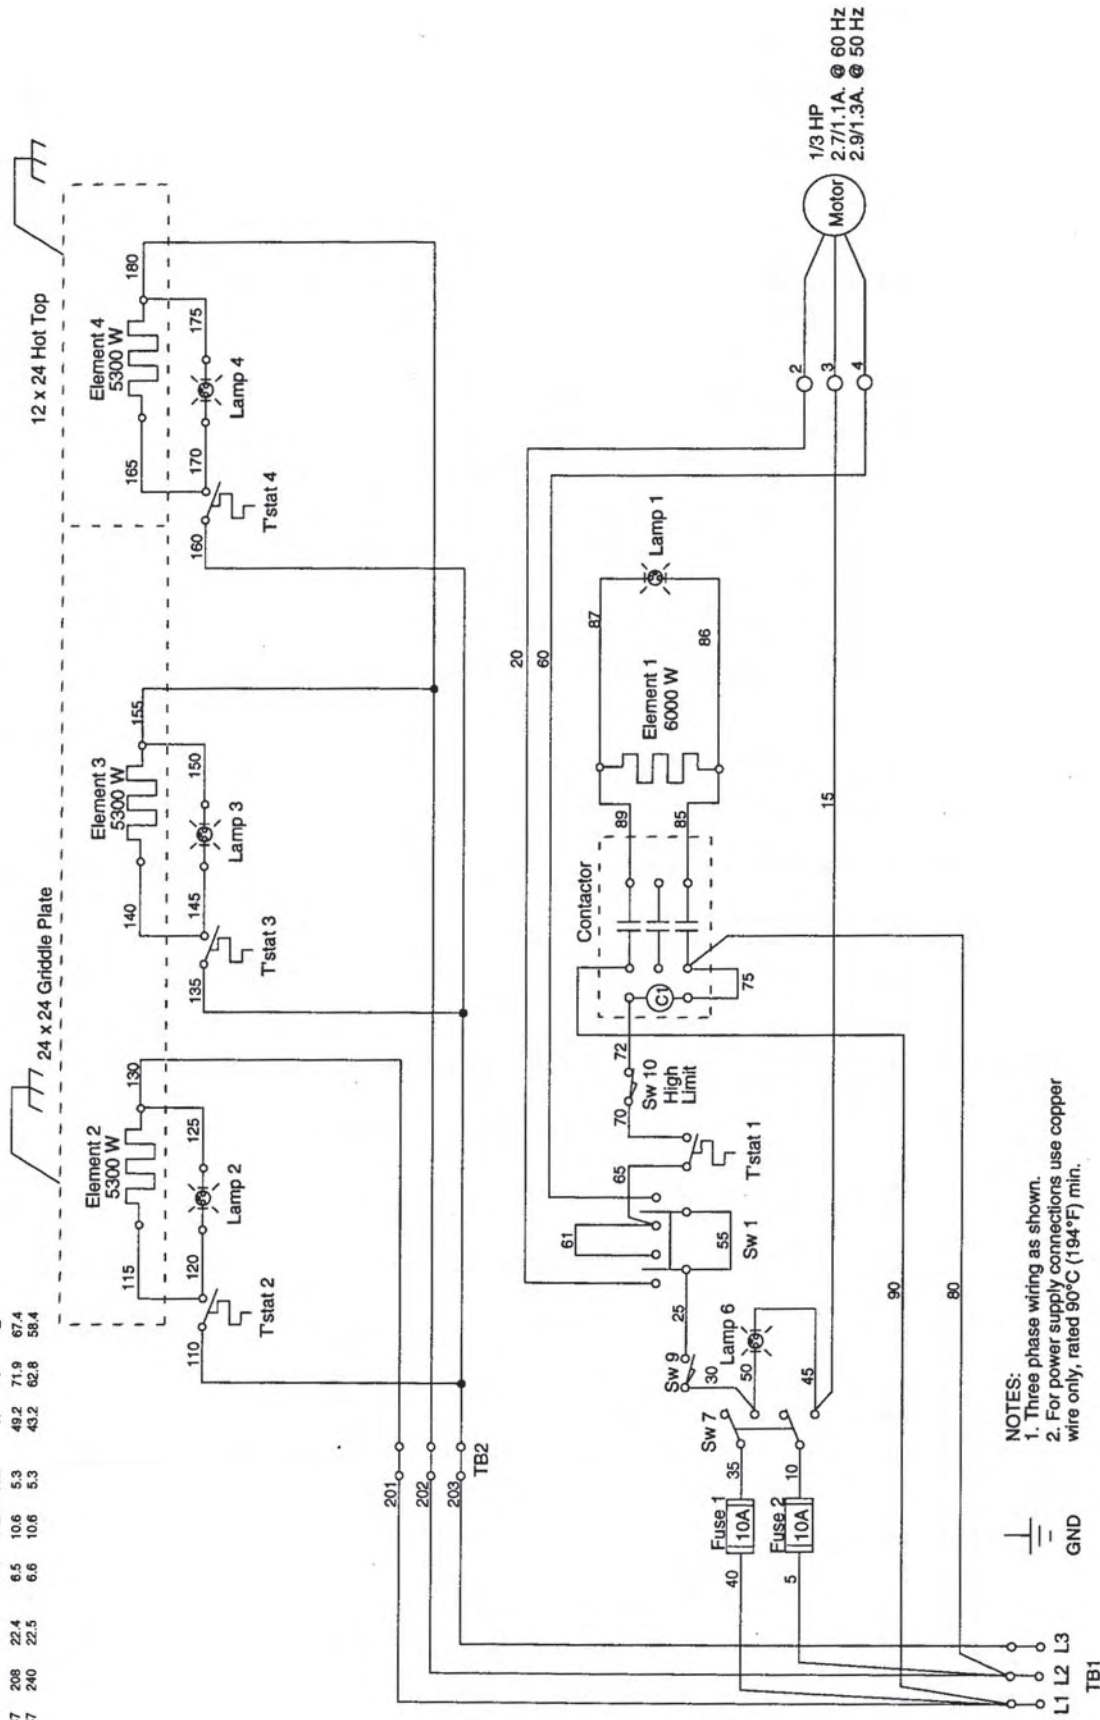 7 208 22.4 6.5 10.6 5.3 49.2 71.9 67.4
7 240 22.5 6.6 10.6 5.3 43.2 62.8 58.4
24 x 24 Griddle Plate
12 x 24 Hot Top
Element 2
5300 W
Element 3
5300 W
Element 4
5300 W
115
130
140
155
165
180
120
125
145
150
170
175
Lamp 2
Lamp 3
Lamp 4
110
135
160
T'stat 2
T'stat 3
T'stat 4
201
202
203
TB2
20
60
Contactor
89
87
Element 1
6000 W
Lamp 1
85
86
C1
75
72
Sw 10
High
Limit
70
65
T'stat 1
61
55
Sw 1
25
Sw 9
30
Lamp 6
50
45
Sw 7
35
10
Fuse 1
10A
Fuse 2
10A
40
5
15
90
80
2
3
4
Motor
1/3 HP
2.7/1.1A. @ 60 Hz
2.9/1.3A. @ 50 Hz
L1
L2
L3
TB1
GND
NOTES:
1. Three phase wiring as shown.
2. For power supply connections use copper
wire only, rated 90°C (194°F) min.